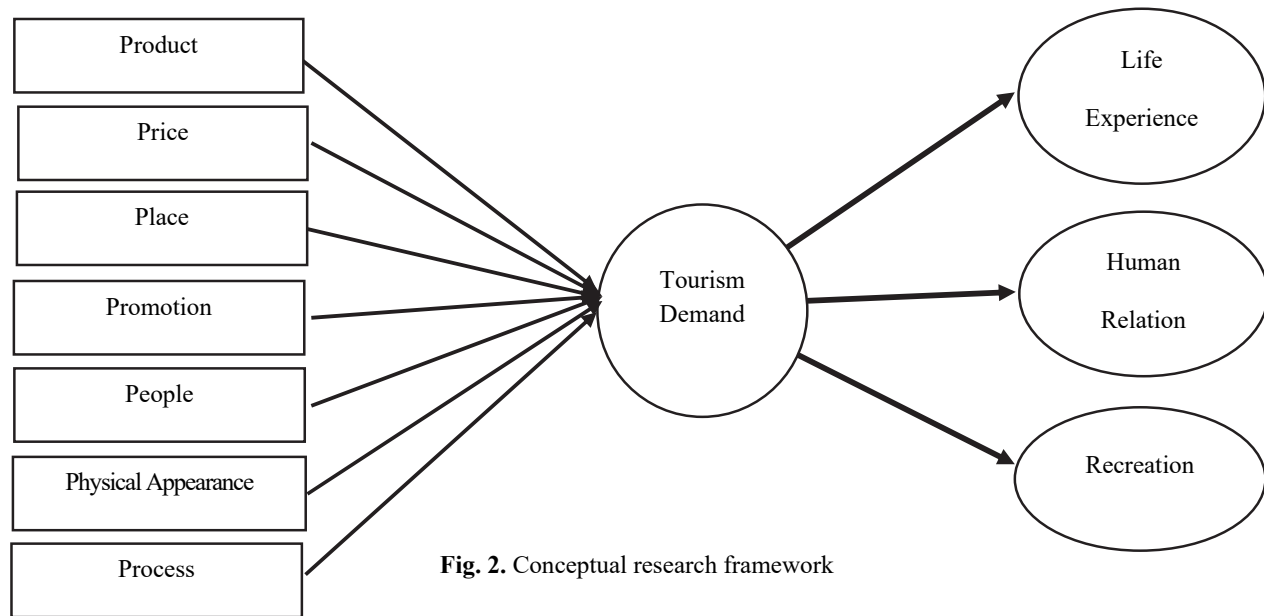 Product
Price
Place
Promotion
People
Physical Appearance
Process
Tourism
Demand
Life
Experience
Human
Relation
Recreation
Fig. 2. Conceptual research framework